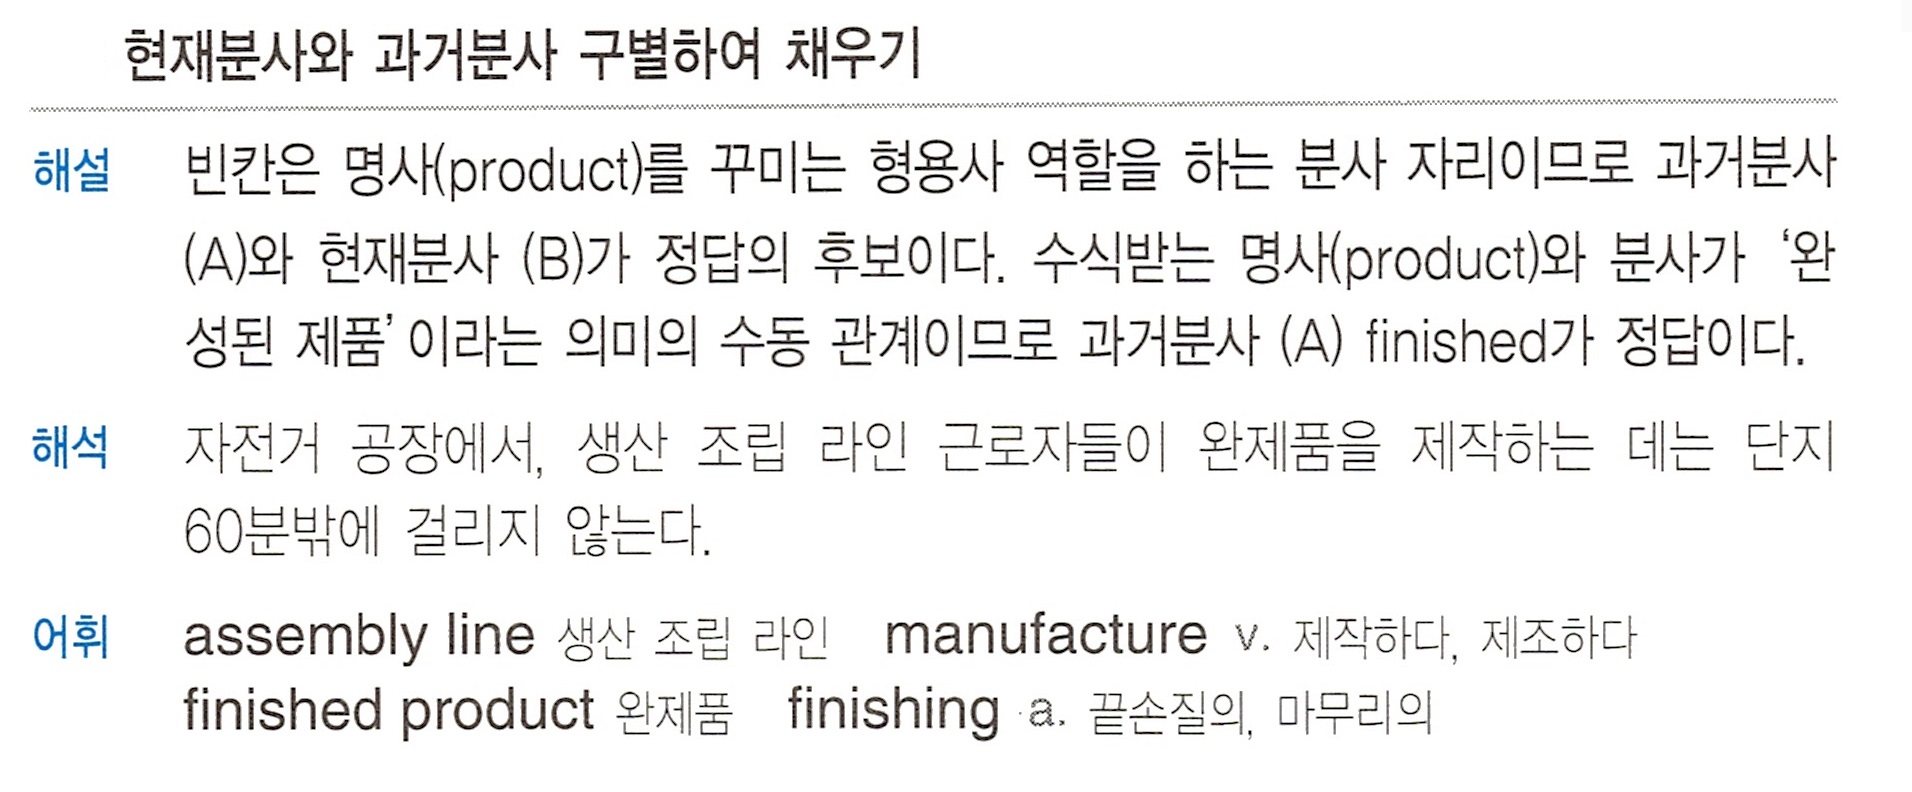 현재분사와 과거분사 구별하여 채우기
해설 빈칸은 명사(product)를 꾸미는 형용사 역할을 하는 분사 자리이므로 과거분사
(A)와 현재분사 (B)가 정답의 후보이다. 수식받는 명사(product)와 분사가 ‘완
성된 제품’이라는 의미의 수동 관계이므로 과거분사 (A) finished가 정답이다.
해석 자전거 공장에서, 생산 조립 라인 근로자들이 완제품을 제작하는 데는 단지
60분밖에 걸리지 않는다.
어휘 assembly line 생산 조립 라인 manufacture v. 제작하다, 제조하다
finished product 완제품 finishing a. 끝손질의, 마무리의